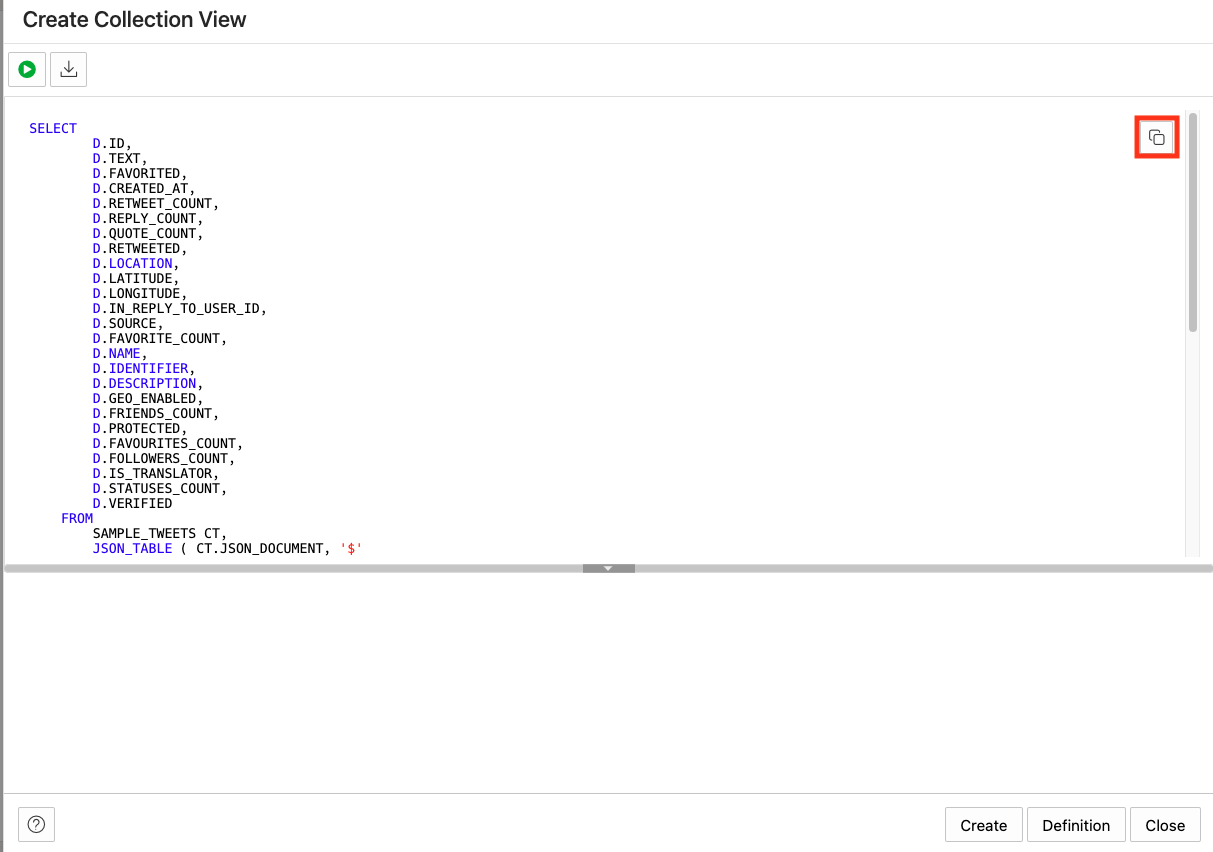 Create Collection View
SELECT
D.ID,
D.TEXT,
D.FAVORITED,
D.CREATED_AT,
D.RETWEET_COUNT,
D.REPLY_COUNT,
D.QUOTE_COUNT,
D.RETWEETED,
D.LOCATION,
D.LATITUDE,
D.LONGITUDE,
D.IN_REPLY_TO_USER_ID,
D.SOURCE,
D.FAVORITE_COUNT,
D.NAME,
D.IDENTIFIER,
D.DESCRIPTION,
D.GEO_ENABLED,
D.FRIENDS_COUNT,
D.PROTECTED,
D.FAVOURITES_COUNT,
D.FOLLOWERS_COUNT,
D.IS_TRANSLATOR,
D.STATUSES_COUNT,
D.VERIFIED
FROM
SAMPLE_TWEETS CT,
JSON_TABLE ( CT.JSON_DOCUMENT, '$'
? Create Definition Close